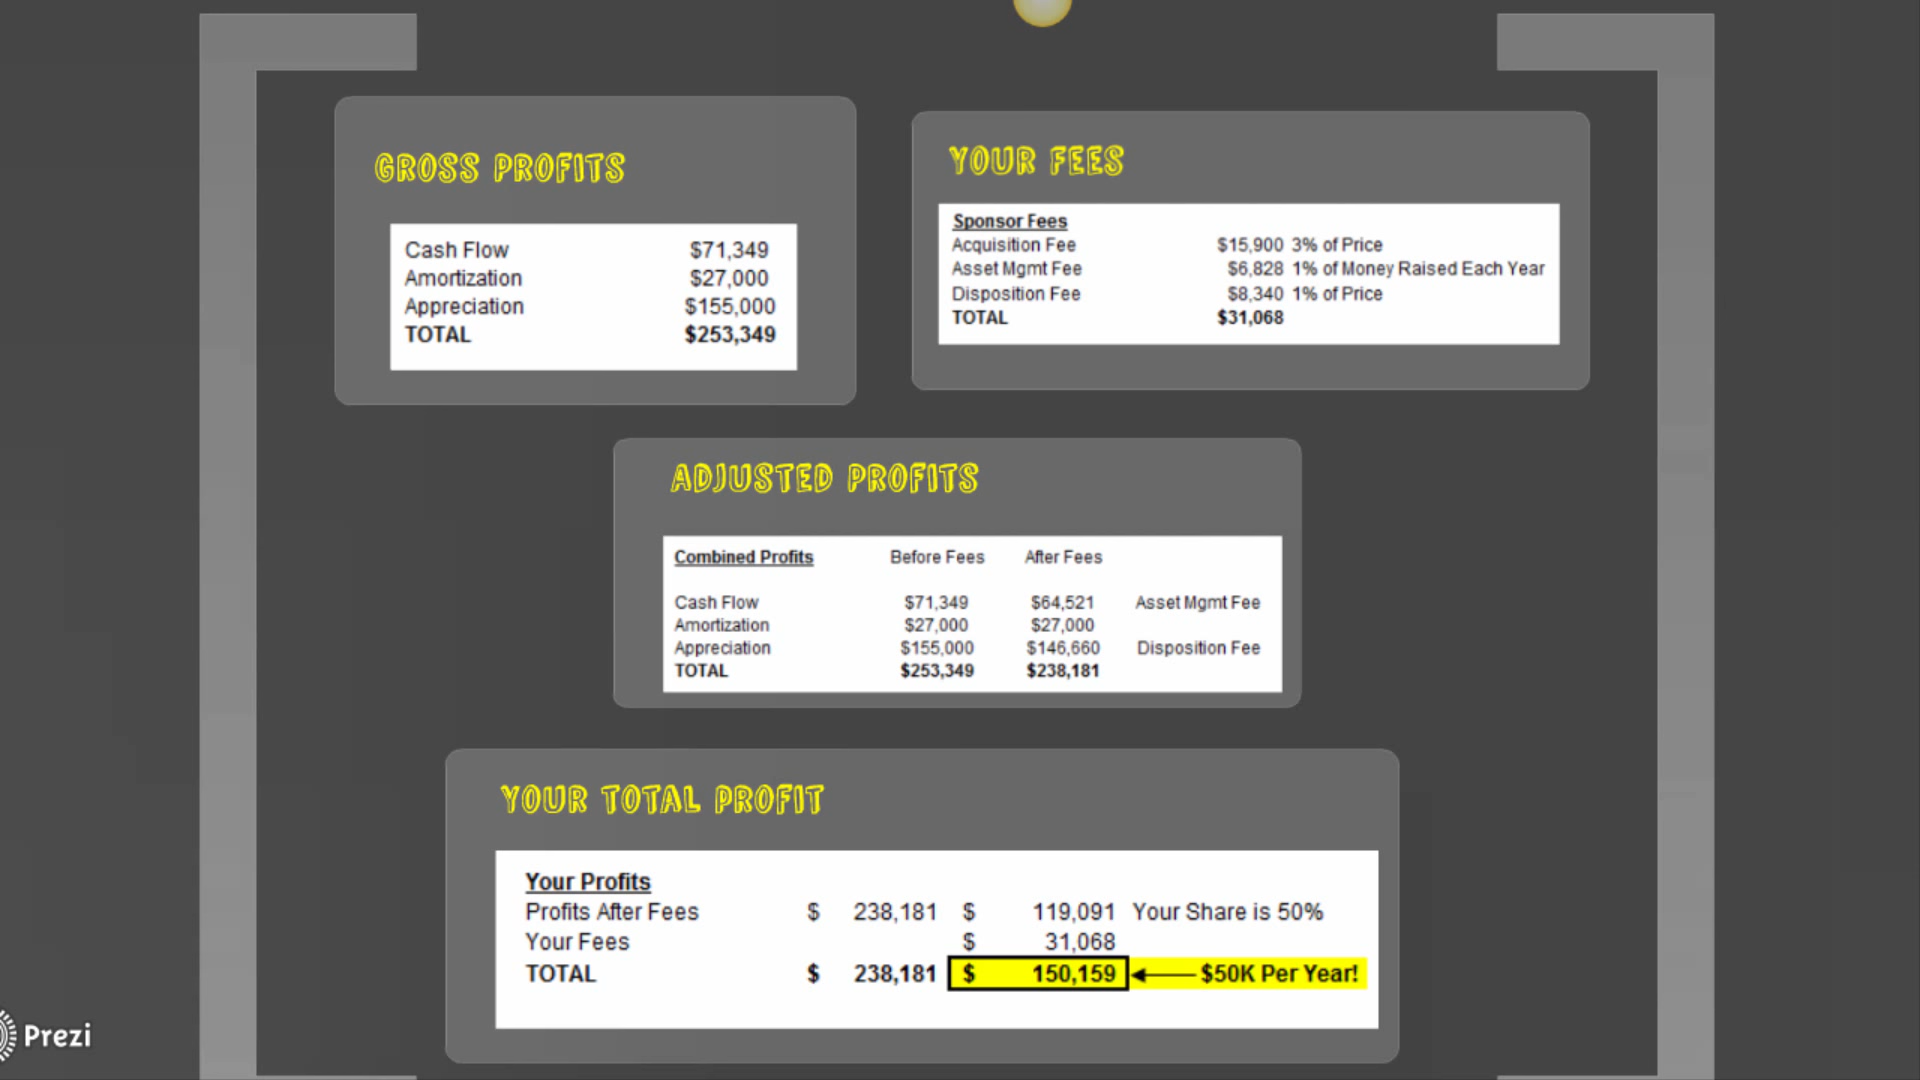 GROSS PROFITS
Cash Flow $71,349
Amortization $27,000
Appreciation $155,000
TOTAL $253,349
YOUR FEES
Sponsor Fees
Acquisition Fee $15,900 3% of Price
Asset Mgmt Fee $6,828 1% of Money Raised Each Year
Disposition Fee $8,340 1% of Price
TOTAL $31,068
ADJUSTED PROFITS
Combined Profits Before Fees After Fees
Cash Flow $71,349 $64,521 Asset Mgmt Fee
Amortization $27,000 $27,000
Appreciation $155,000 $146,660 Disposition Fee
TOTAL $253,349 $238,181
YOUR TOTAL PROFIT
Your Profits
Profits After Fees $ 238,181 $ 119,091 Your Share is 50%
Your Fees $ 31,068
TOTAL $ 238,181 $ 150,159 $50K Per Year!
Prezi